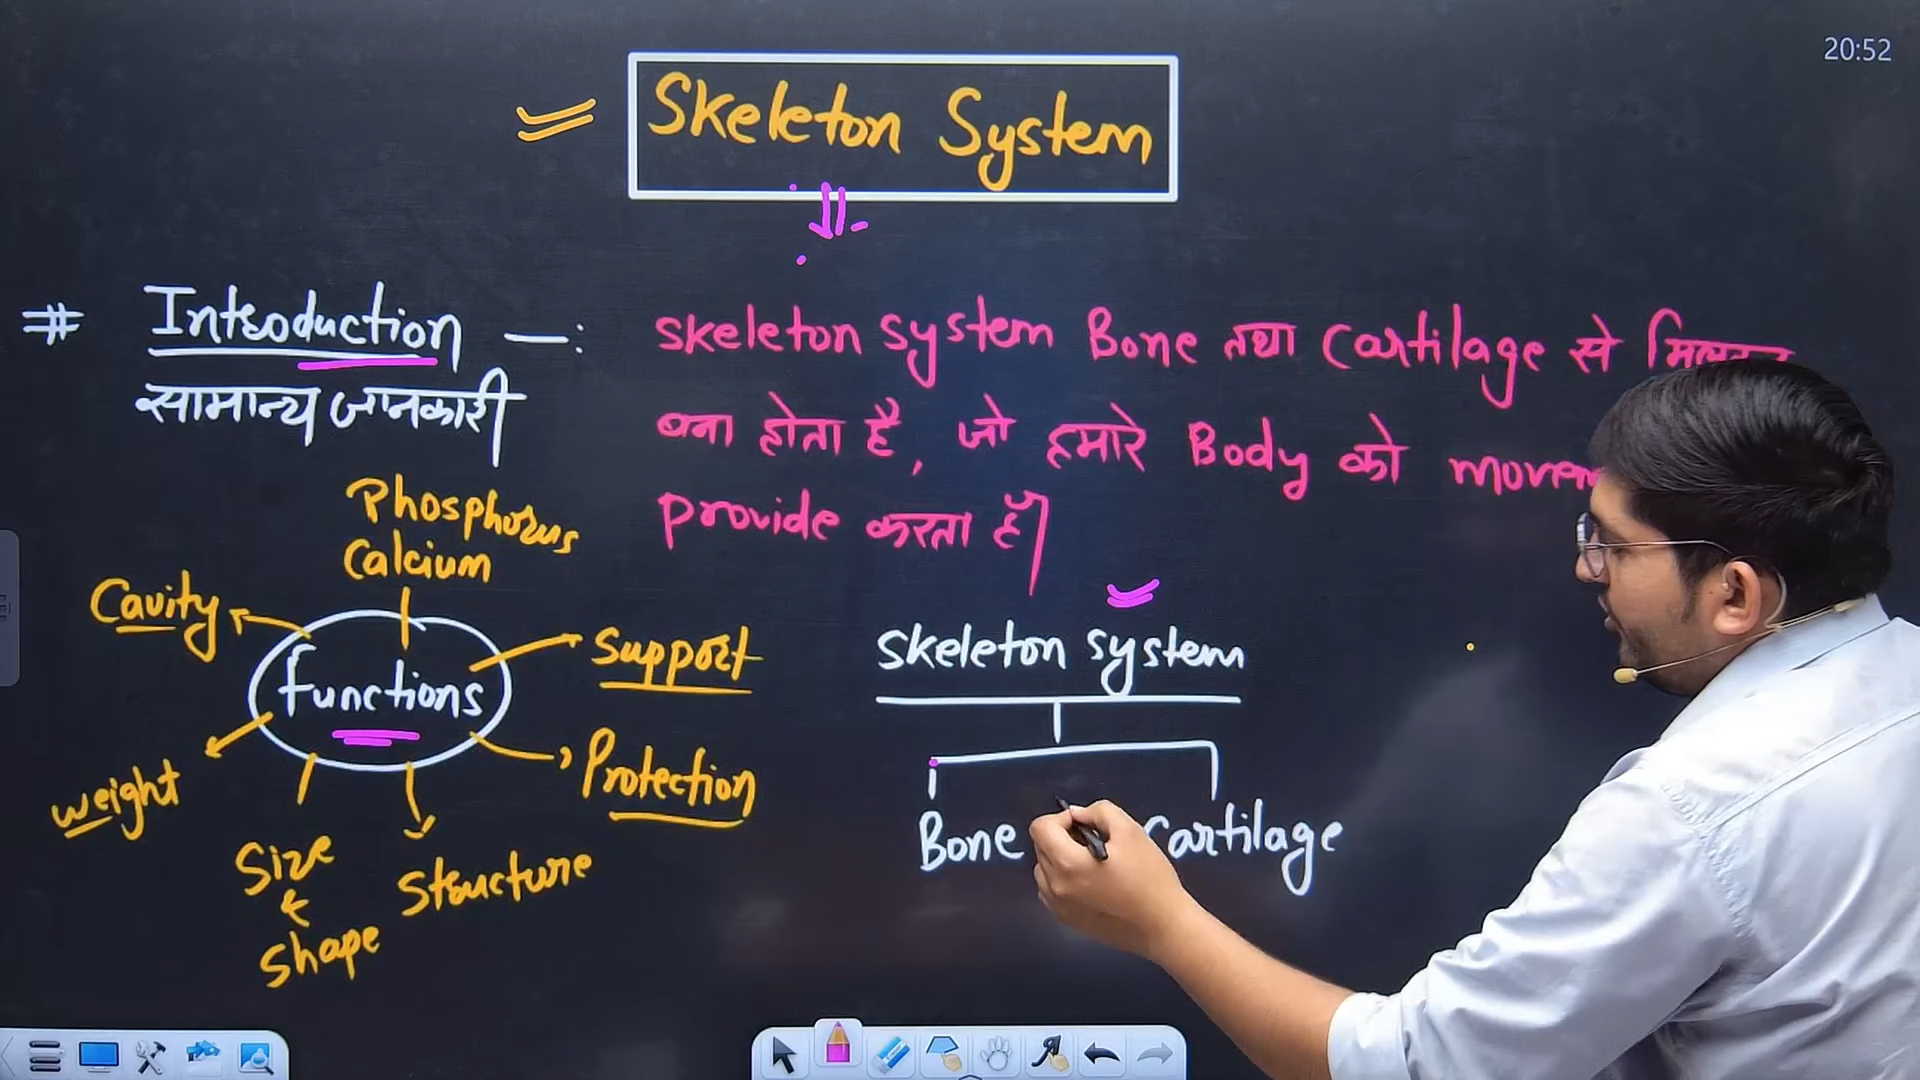 20:52
Skeleton System
# Introduction —:
सामान्य जानकारी
skeleton system Bone तथा cartilage से
बना होता है, जो हमारे Body को
provide करता है।
Phosphorus
Calcium
Cavity
functions
Support
Protection
weight
Size
&
Shape
Structure
skeleton system
Bone
Cartilage